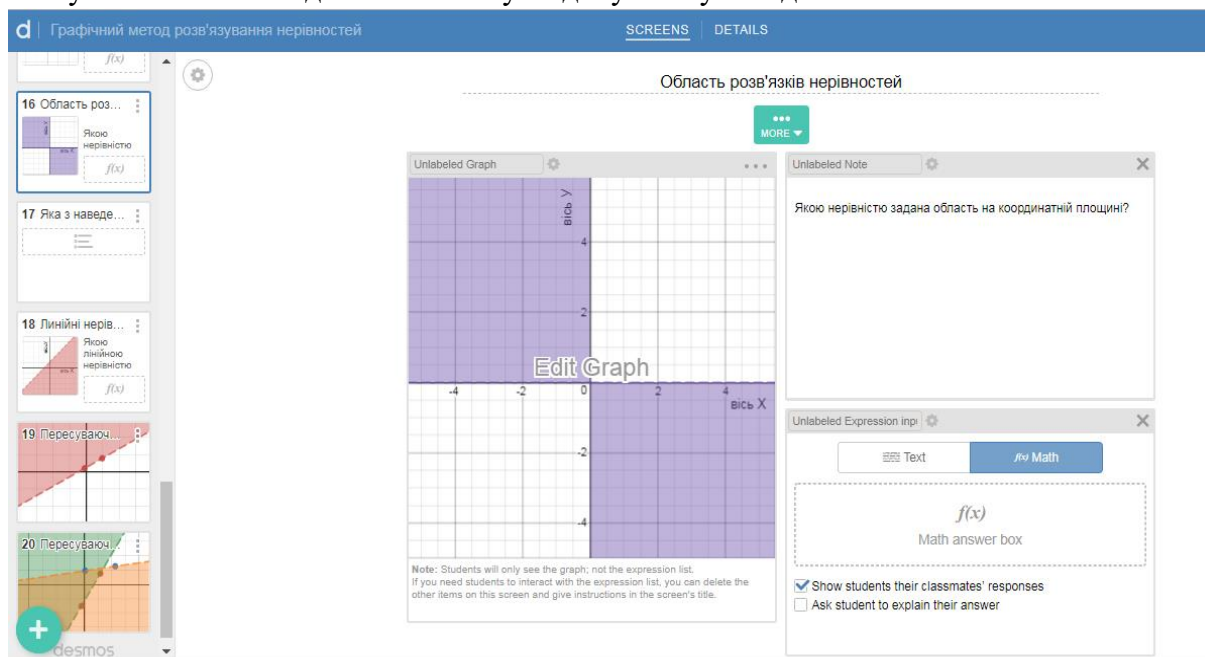 d Графічний метод розв'язування нерівностей SCREENS DETAILS
f(x)
16 Область роз...
Якою
нерівністю
f(x)
17 Яка з наведе...
18 Линійні нерів...
Якою
лінійною
нерівністю
f(x)
19 Пересуваюч...
20 Пересуваюч...
desmos
Область розв'язків нерівностей
MORE
Unlabeled Graph
вісь У
4
2
Edit Graph
-4 -2 0 2 4
вісь X
-2
-4
Note: Students will only see the graph; not the expression list.
If you need students to interact with the expression list, you can delete the
other items on this screen and give instructions in the screen's title.
Unlabeled Note
Якою нерівністю задана область на координатній площині?
Unlabeled Expression inpu
Text f(x) Math
f(x)
Math answer box
Show students their classmates' responses
Ask student to explain their answer